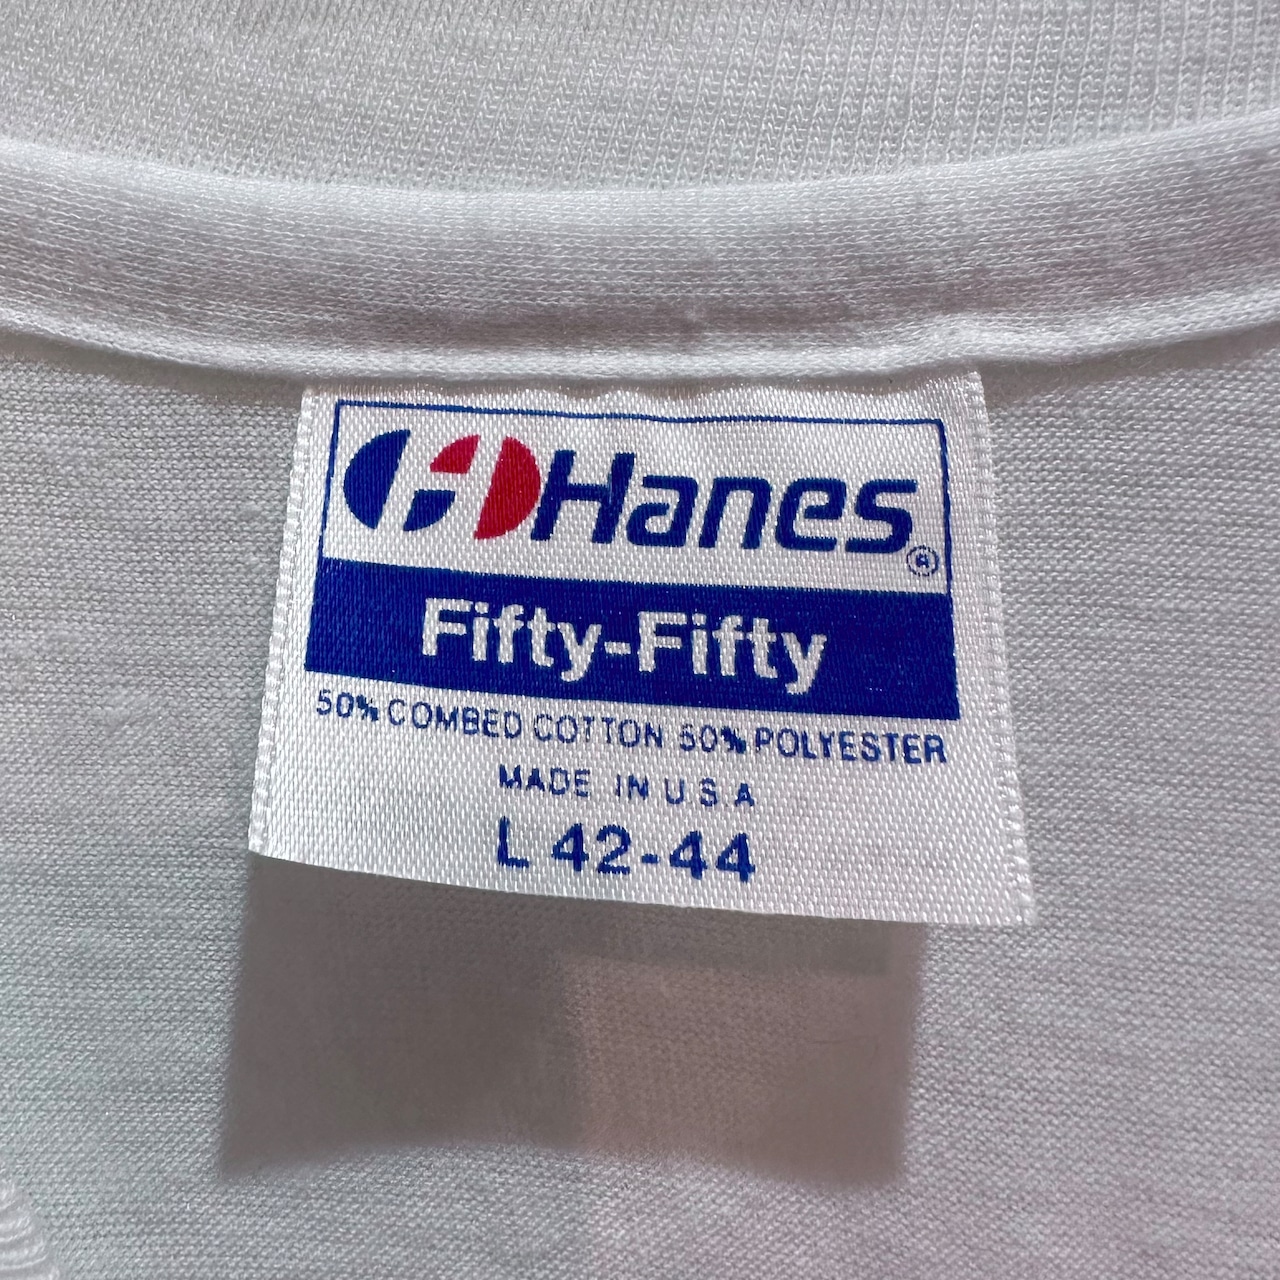 Hanes®
Fifty-Fifty
50% COMBED COTTON 50% POLYESTER
MADE IN U S A
L 42-44